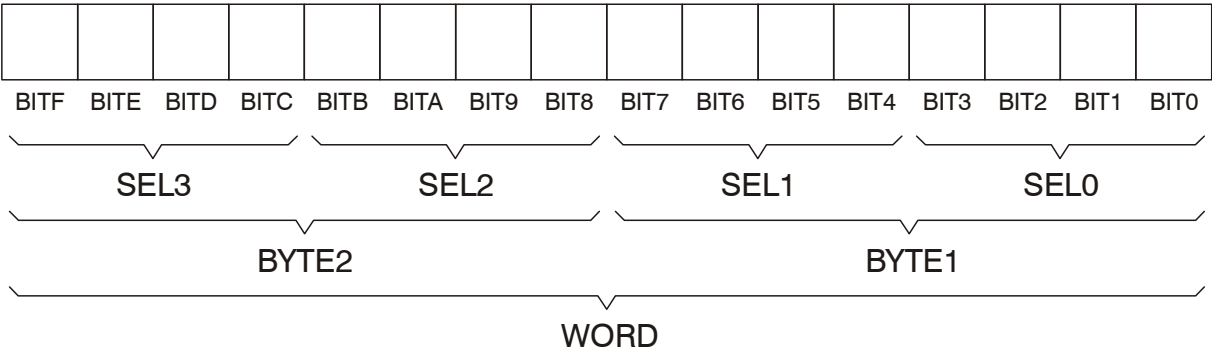 BITF BITE BITD BITC BITB BITA BIT9 BIT8 BIT7 BIT6 BIT5 BIT4 BIT3 BIT2 BIT1 BIT0
SEL3 SEL2 SEL1 SEL0
BYTE2 BYTE1
WORD